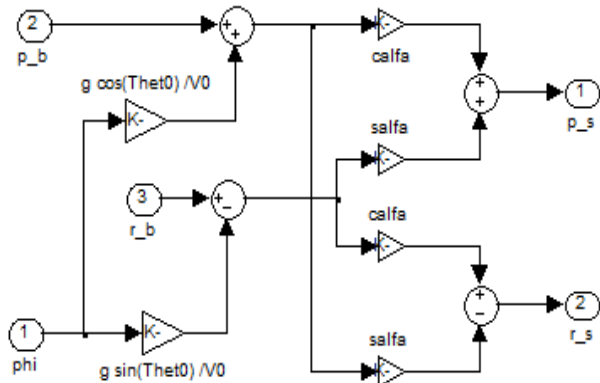 2
p_b
+
+
calfa
g cos(Thet0) /V0
K-
+
+
1
p_s
salfa
3
r_b
+
−
calfa
1
phi
K-
g sin(Thet0) /V0
+
−
2
r_s
salfa